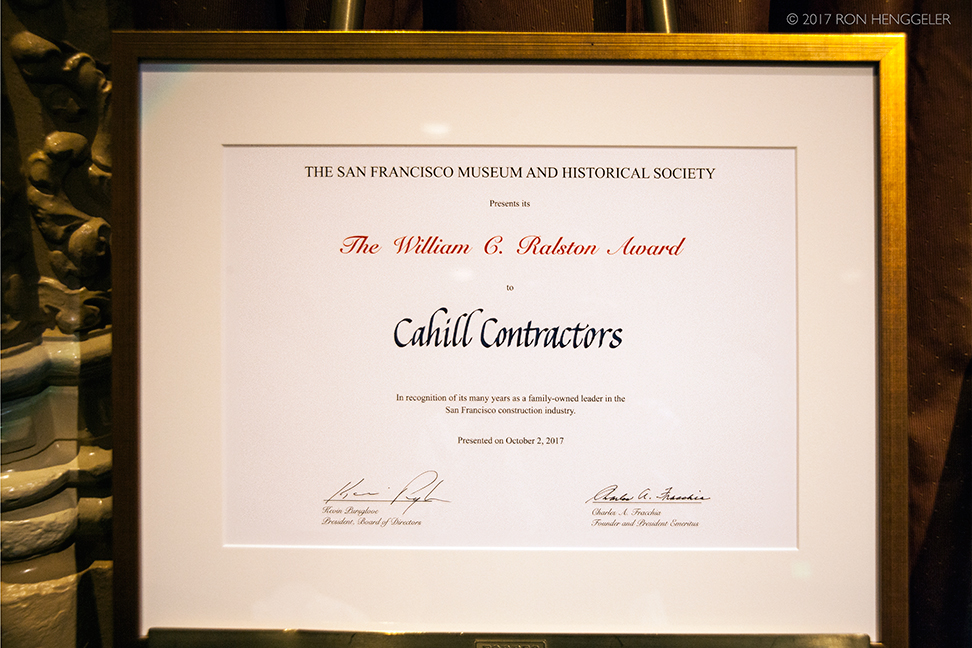 © 2017 RON HENGGELER
THE SAN FRANCISCO MUSEUM AND HISTORICAL SOCIETY
Presents its
The William C. Ralston Award
to
Cahill Contractors
In recognition of its many years as a family-owned leader in the
San Francisco construction industry.
Presented on October 2, 2017
Charles A. Fracchia
Kevin Pursglove
President, Board of Directors
Charles A. Fracchia
Founder and President Emeritus